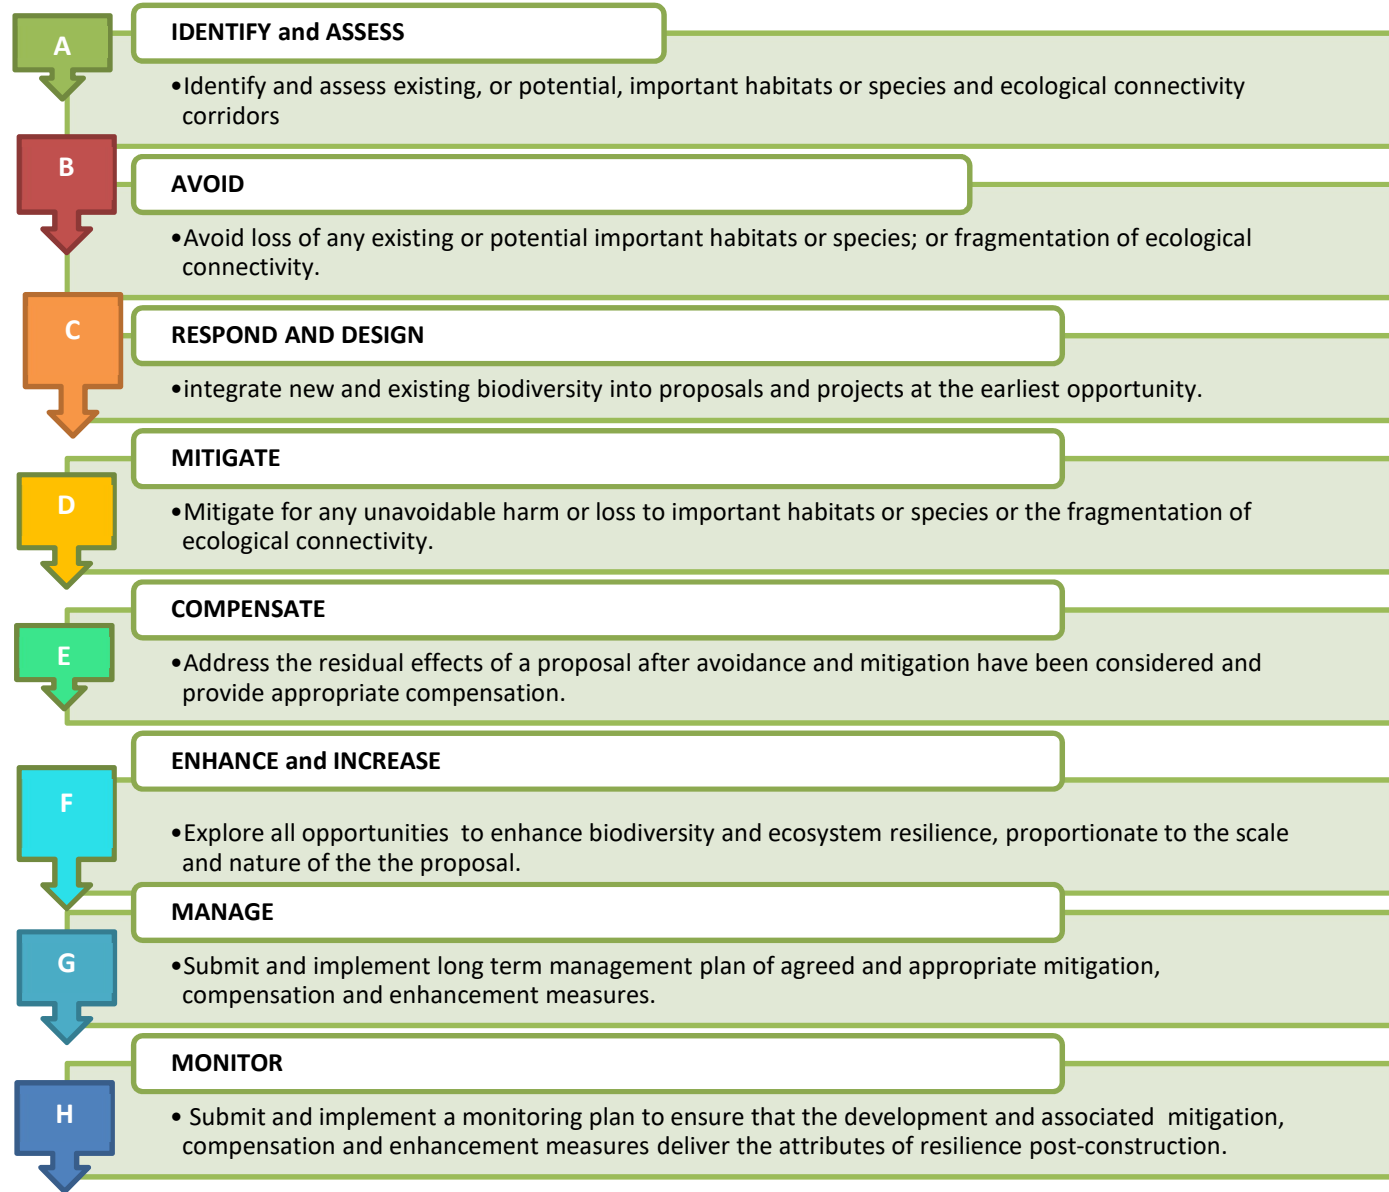 A
IDENTIFY and ASSESS
•Identify and assess existing, or potential, important habitats or species and ecological connectivity
corridors
B
AVOID
•Avoid loss of any existing or potential important habitats or species; or fragmentation of ecological
connectivity.
C
RESPOND AND DESIGN
•integrate new and existing biodiversity into proposals and projects at the earliest opportunity.
D
MITIGATE
•Mitigate for any unavoidable harm or loss to important habitats or species or the fragmentation of
ecological connectivity.
E
COMPENSATE
•Address the residual effects of a proposal after avoidance and mitigation have been considered and
provide appropriate compensation.
F
ENHANCE and INCREASE
•Explore all opportunities  to enhance biodiversity and ecosystem resilience, proportionate to the scale
and nature of the the proposal.
G
MANAGE
•Submit and implement long term management plan of agreed and appropriate mitigation,
compensation and enhancement measures.
H
MONITOR
• Submit and implement a monitoring plan to ensure that the development and associated  mitigation,
compensation and enhancement measures deliver the attributes of resilience post-construction.